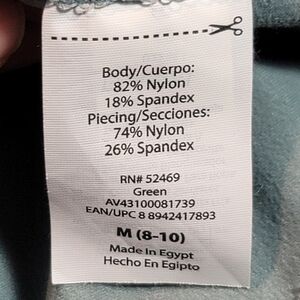 Body/Cuerpo:
82% Nylon
18% Spandex
Piecing/Secciones:
74% Nylon
26% Spandex
RN# 52469
Green
AV43100081739
EAN/UPC 8 8942417893
M (8-10)
Made In Egypt
Hecho En Egipto